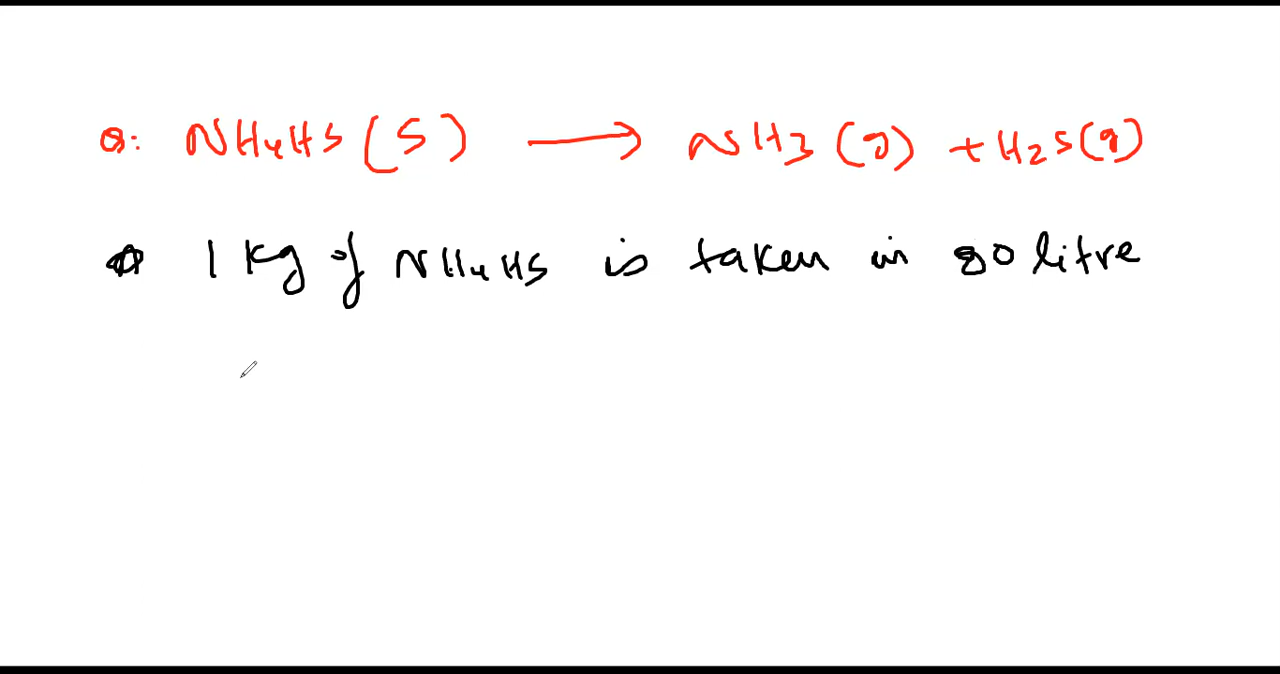 Q: NH4HS(S) → NH3(g) + H2S(g)
1 Kg of NH4HS is taken in 80 litre